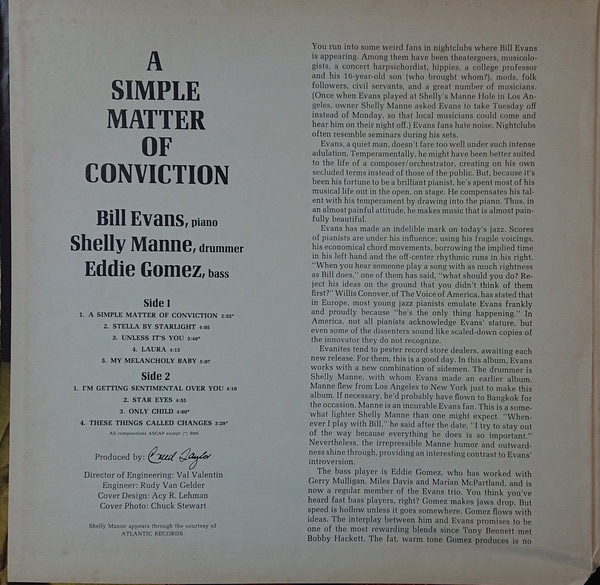 A
SIMPLE
MATTER
OF
CONVICTION
Bill Evans, piano
Shelly Manne, drummer
Eddie Gomez, bass
Side 1
1. A SIMPLE MATTER OF CONVICTION 2:55*
2. STELLA BY STARLIGHT 4:05
3. UNLESS IT'S YOU 3:40*
4. LAURA 4:15
5. MY MELANCHOLY BABY 5:07
Side 2
1. I'M GETTING SENTIMENTAL OVER YOU 4:10
2. STAR EYES 4:55
3. ONLY CHILD 4:00*
4. THESE THINGS CALLED CHANGES 3:20*
All compositions ASCAP except (*) BMI
Produced by: Creed Taylor
Director of Engineering: Val Valentin
Engineer: Rudy Van Gelder
Cover Design: Acy R. Lehman
Cover Photo: Chuck Stewart
Shelly Manne appears through the courtesy of
ATLANTIC RECORDS
You run into some weird fans in nightclubs where Bill Evans
is appearing. Among them have been theatergoers, musicolo-
gists, a concert harpsichordist, hippies, a college professor
and his 16-year-old son (who brought whom?), mods, folk
followers, civil servants, and a great number of musicians.
(Once when Evans played at Shelly's Manne Hole in Los An-
geles, owner Shelly Manne asked Evans to take Tuesday off
instead of Monday, so that local musicians could come and
hear him on their night off.) Evans fans hate noise. Nightclubs
often resemble seminars during his sets.
Evans, a quiet man, doesn't fare too well under such intense
adulation. Temperamentally, he might have been better suited
to the life of a composer/orchestrator, creating on his own
secluded terms instead of those of the public. But, because it's
been his fortune to be a brilliant pianist, he's spent most of his
musical life out in the open, on stage. He compensates his tal-
ent with his temperament by drawing into the piano. Thus, in
an almost painful attitude, he makes music that is almost pain-
fully beautiful.
Evans has made an indelible mark on today's jazz. Scores
of pianists are under his influence; using his fragile voicings,
his economical chord movements, borrowing the implied time
in his left hand and the off-center rhythmic runs in his right.
"When you hear someone play a song with as much rightness
as Bill does," one of them has said, "what should you do? Re-
ject his ideas on the ground that you didn't think of them
first?" Willis Conover, of The Voice of America, has stated that
in Europe, most young jazz pianists emulate Evans frankly
and proudly because "he's the only thing happening." In
America, not all pianists acknowledge Evans' stature, but
even some of the dissenters sound like scaled-down copies of
the innovator they do not recognize.
Evanites tend to pester record store dealers, awaiting each
new release. For them, this is a good day. In this album, Evans
works with a new combination of sidemen. The drummer is
Shelly Manne, with whom Evans made an earlier album.
Manne flew from Los Angeles to New York just to make this
album. If necessary, he'd probably have flown to Bangkok for
the occasion. Manne is an incurable Evans fan. This is a some-
what lighter Shelly Manne than one might expect. "When-
ever I play with Bill," he said after the date, "I try to stay out
of the way because everything he does is so important."
Nevertheless, the irrepressible Manne humor and outward-
ness shine through, providing an interesting contrast to Evans'
introversion.
The bass player is Eddie Gomez, who has worked with
Gerry Mulligan, Miles Davis and Marian McPartland, and is
now a regular member of the Evans trio. You think you've
heard fast bass players, right? Gomez makes jaws drop. But
speed is hollow unless it goes somewhere. Gomez flows with
ideas. The interplay between him and Evans promises to be
one of the most rewarding blends since Tony Bennett met
Bobby Hackett. The fat, warm tone Gomez produces is no